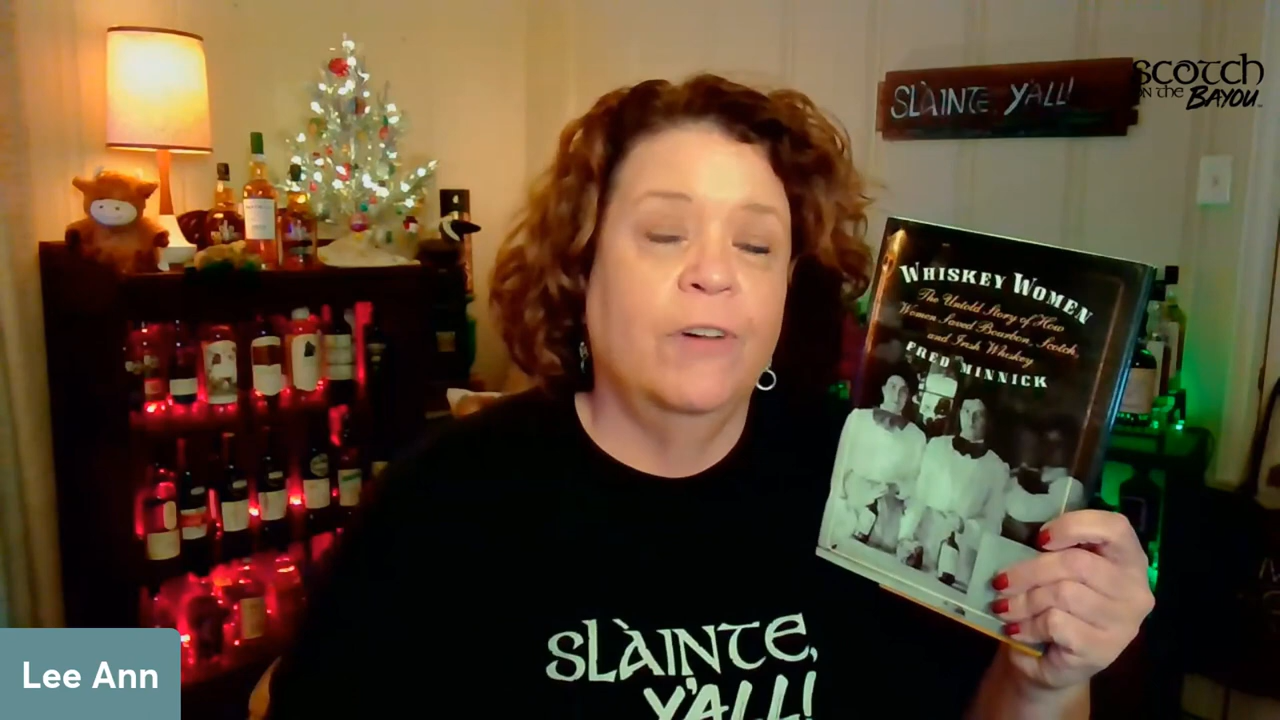 SLÀINTE, Y'ALL!
SCOTCH
ON THE BAYOU
WHISKEY WOMEN
The Untold Story of How
Women Saved Bourbon, Scotch,
and Irish Whiskey
FRED MINNICK
SLÀINTE,
Y'ALL!
Lee Ann